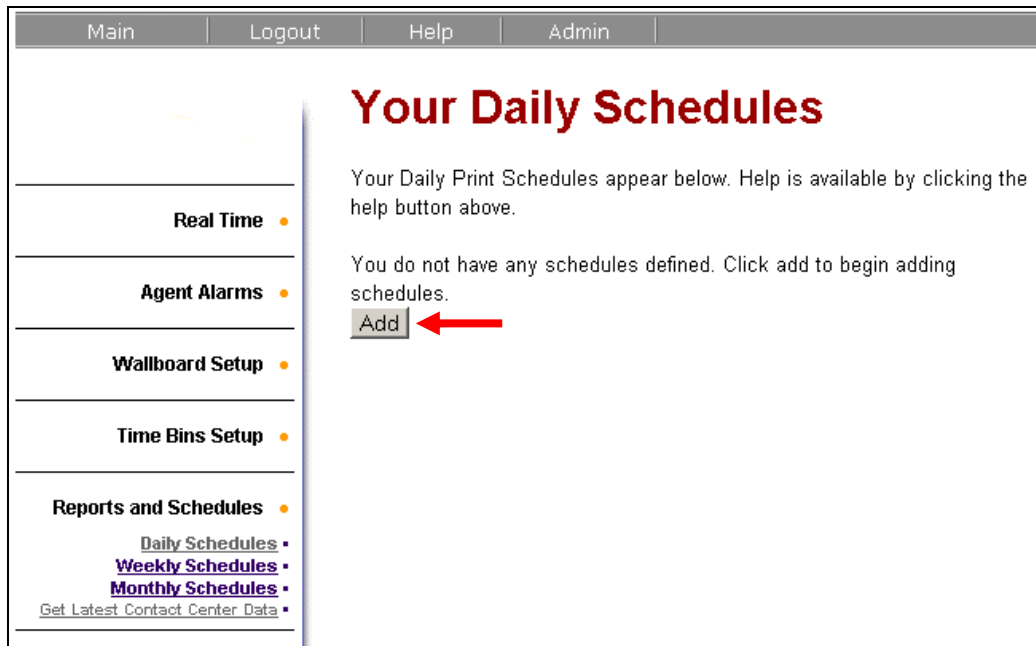 Main Logout Help Admin
Your Daily Schedules
Your Daily Print Schedules appear below. Help is available by clicking the
help button above.
You do not have any schedules defined. Click add to begin adding
schedules.
Add
Real Time
Agent Alarms
Wallboard Setup
Time Bins Setup
Reports and Schedules
Daily Schedules
Weekly Schedules
Monthly Schedules
Get Latest Contact Center Data